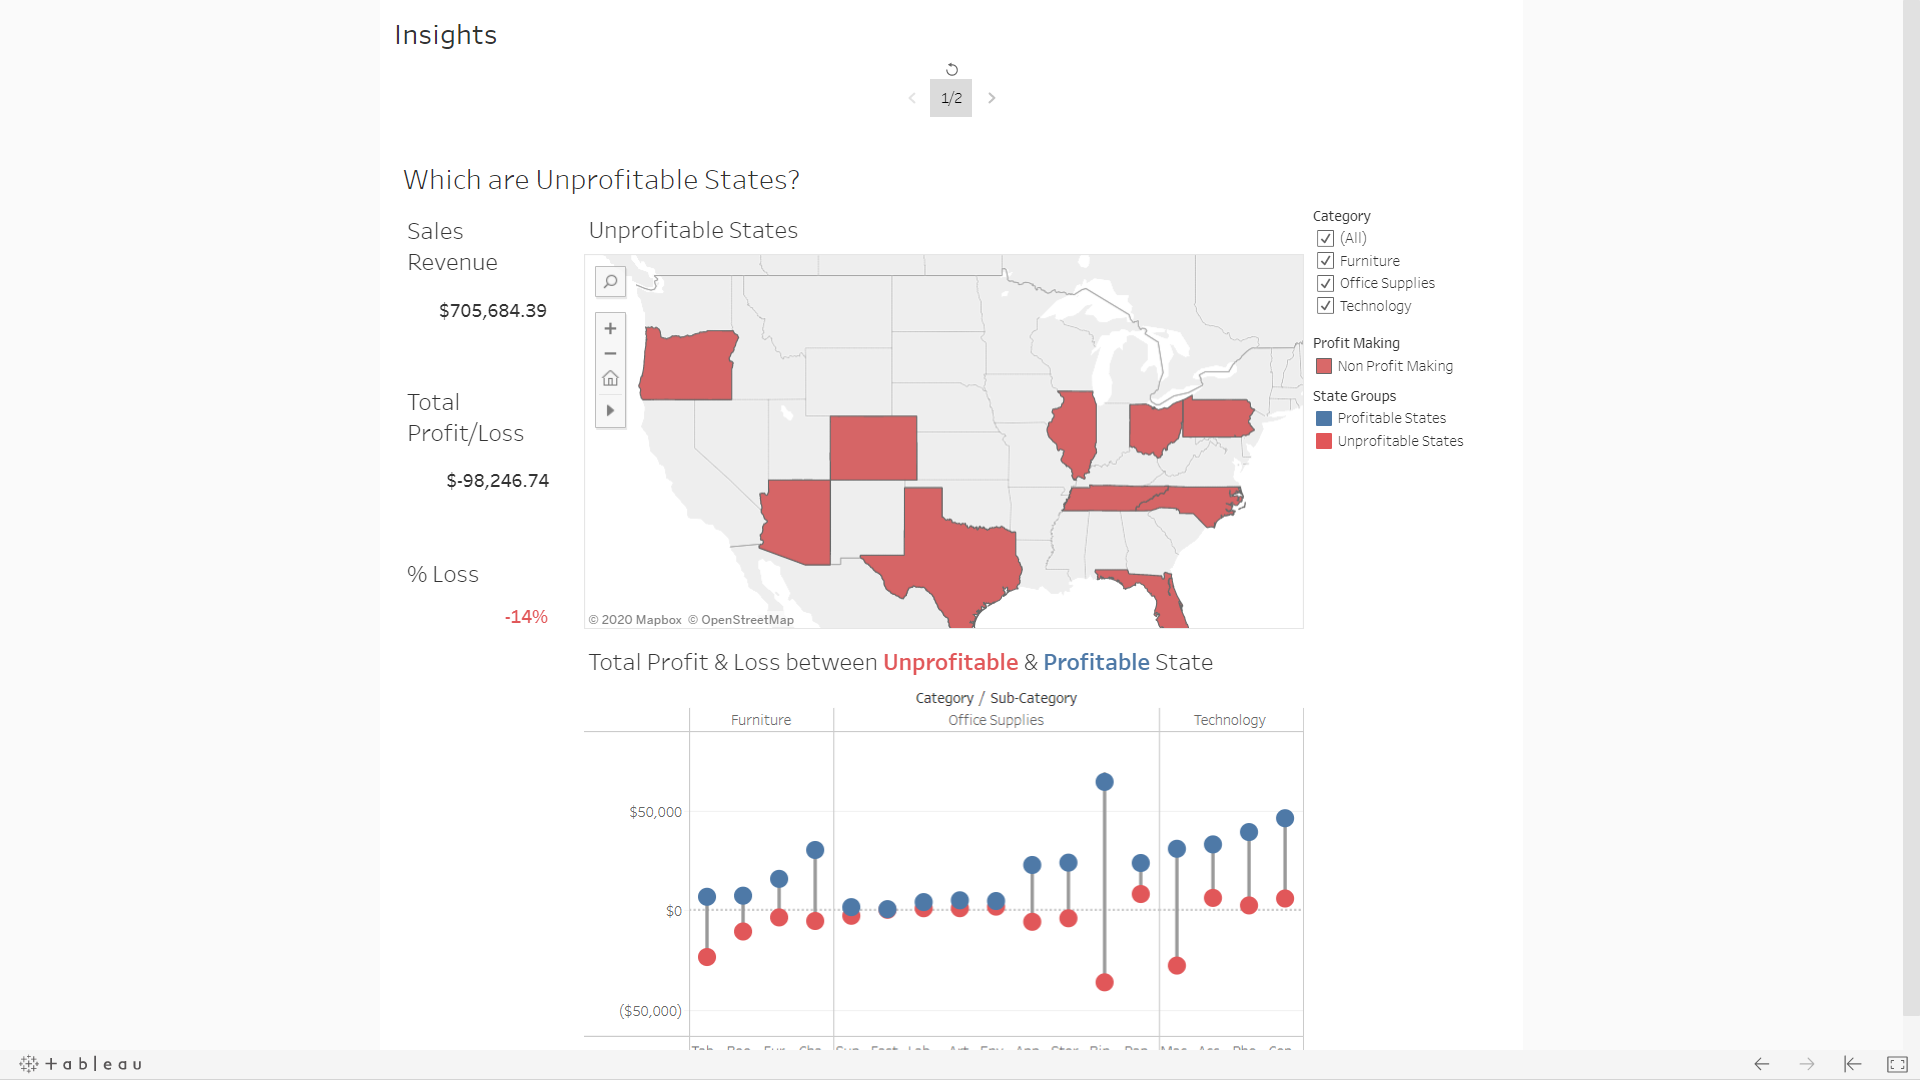 Insights
1/2
Which are Unprofitable States?
Sales
Revenue
$705,684.39
Total
Profit/Loss
$-98,246.74
% Loss
-14%
Unprofitable States
© 2020 Mapbox © OpenStreetMap
Category
(All)
Furniture
Office Supplies
Technology
Profit Making
Non Profit Making
State Groups
Profitable States
Unprofitable States
Total Profit & Loss between Unprofitable & Profitable State
Category / Sub-Category
Furniture Office Supplies Technology
$50,000
$0
($50,000)
+ableau